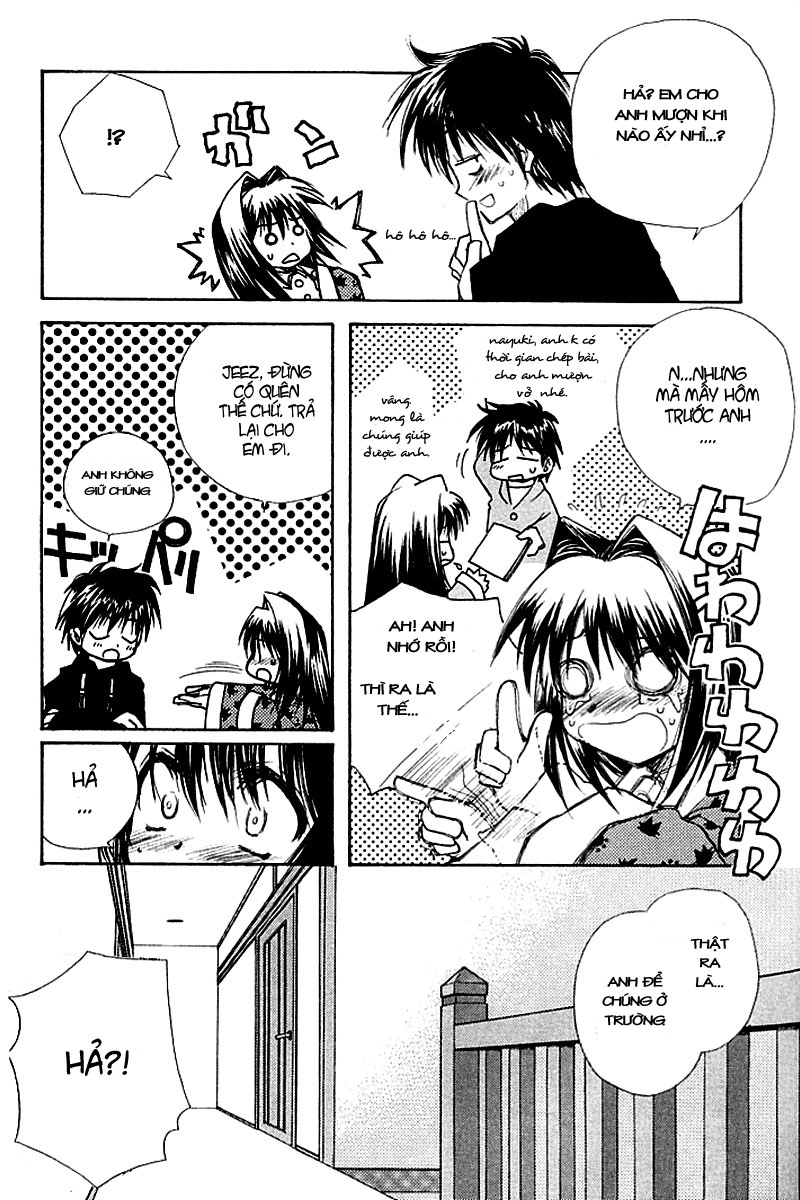 HẢ? EM CHO
ANH MƯỢN KHI
NÀO ẤY NHỈ...?
hô hô hô...
ガーン
!?
N...NHƯNG
MÀ MẤY HÔM
TRƯỚC ANH
....
nayuki, anh k có
thời gian chép bài,
cho anh mượn
vở nhé.
vâng.
mong là
chúng giúp
được anh.
はわわわわわわ
AH! ANH
NHỚ RỒI!
THÌ RA LÀ
THẾ...
JEEZ, ĐỪNG
CÓ QUÊN
THẾ CHỨ. TRẢ
LẠI CHO
EM ĐI.
ANH KHÔNG
GIỮ CHÚNG
キッパリ
HẢ
...
THẬT
RA
LÀ...
ANH ĐỂ
CHÚNG Ở
TRƯỜNG
HẢ?!